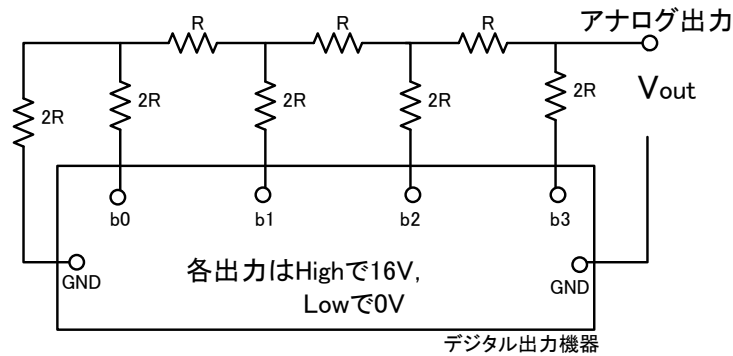 アナログ出力
R R R
Vout
2R 2R 2R 2R 2R
b0 b1 b2 b3
GND
各出力はHighで16V,
Lowで0V
GND
デジタル出力機器